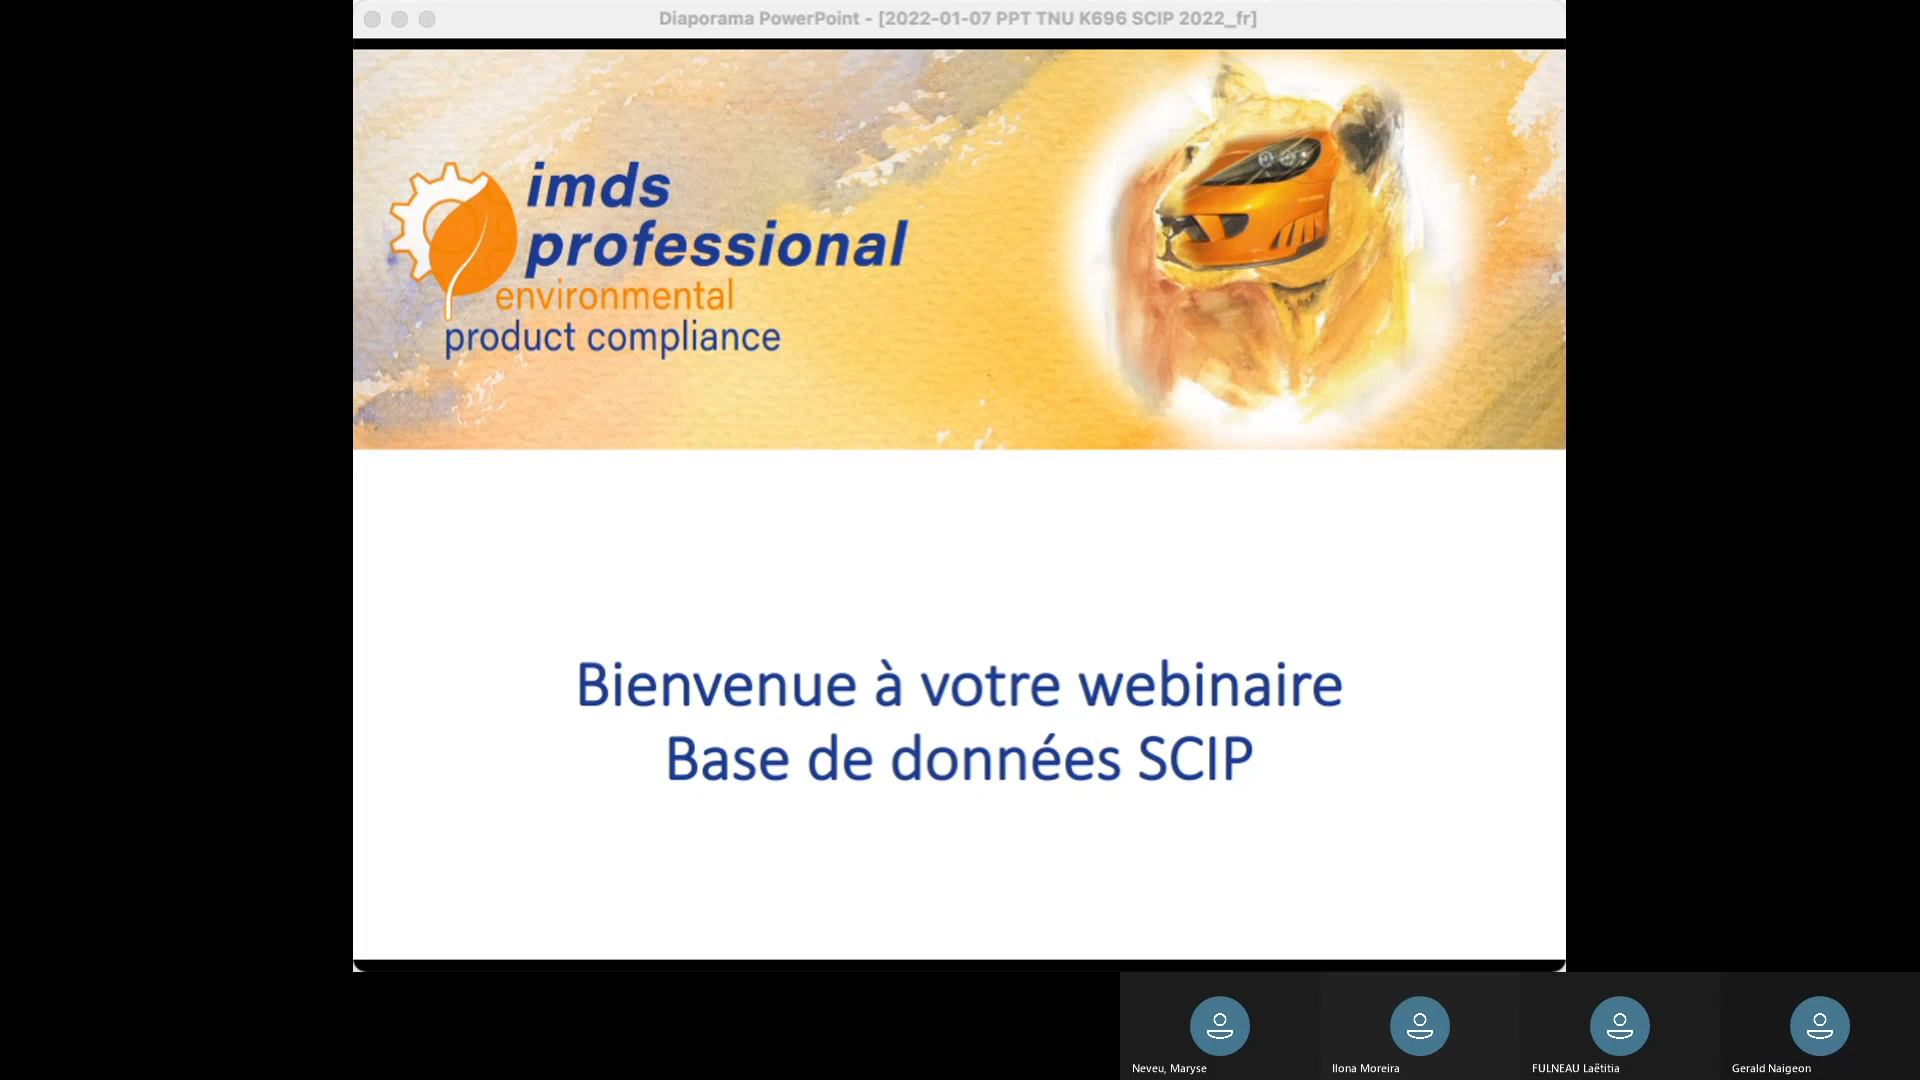 Diaporama PowerPoint - [2022-01-07 PPT TNU K696 SCIP 2022_fr]
imds
professional
environmental
product compliance
Bienvenue à votre webinaire
Base de données SCIP
Neveu, Maryse
Ilona Moreira
FULNEAU Laëtitia
Gerald Naigeon